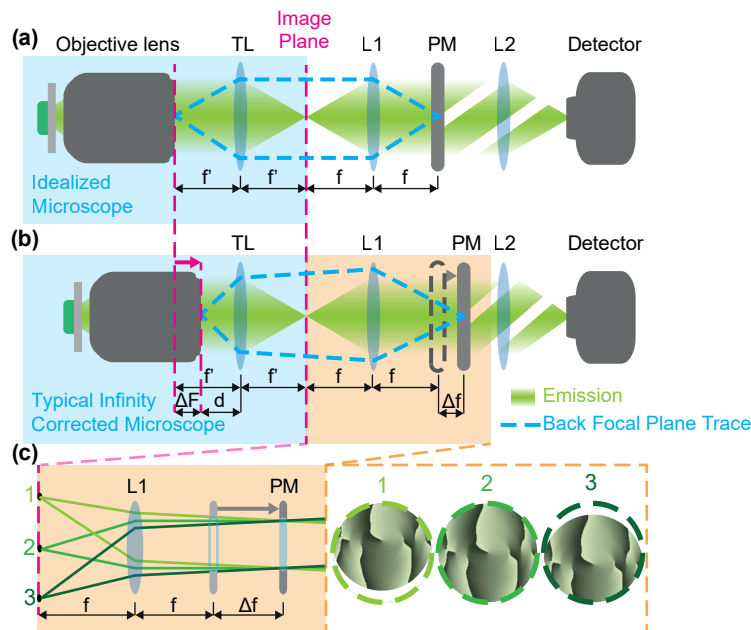 Image
Plane
(a)
Objective lens
TL
L1
PM
L2
Detector
f'
f'
f
f
Idealized
Microscope
(b)
TL
L1
PM
L2
Detector
f'
f'
f
f
ΔF
d
Δf
Typical Infinity
Corrected Microscope
Emission
Back Focal Plane Trace
(c)
L1
PM
1
2
3
f
f
Δf
1
2
3